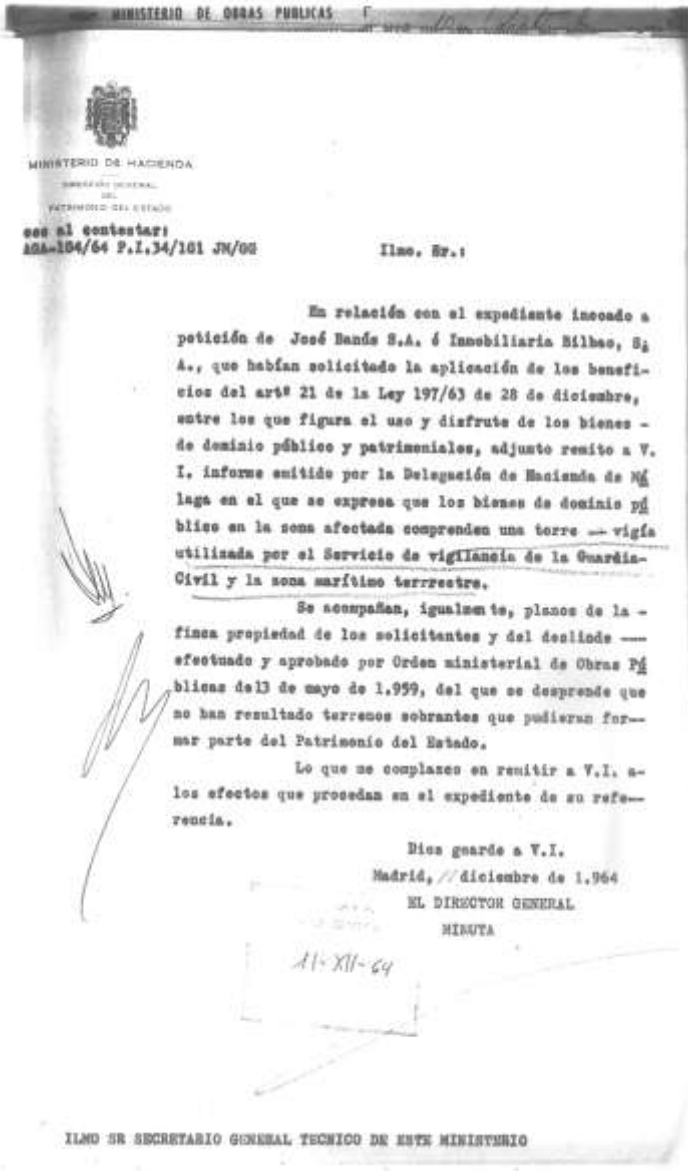 MINISTERIO DE OBRAS PUBLICAS
MINISTERIO DE HACIENDA
DIRECCIÓN GENERAL
DEL
PATRIMONIO DEL ESTADO
ese al contestar:
AGA-104/64 P.I.34/101 JM/GG
Ilmo. Sr.:
En relación con el expediente incoado a
petición de José Banús S.A. ó Inmobiliaria Bilbao, S.
A., que habían solicitado la aplicación de los benefi-
cios del artº 21 de la Ley 197/63 de 28 de diciembre,
entre los que figura el uso y disfrute de los bienes -
de dominio público y patrimoniales, adjunto remito a V.
I. informe emitido por la Delegación de Hacienda de Má
laga en el que se expresa que los bienes de dominio pú
blico en la zona afectada comprenden una torre -- vigía
utilizada por el Servicio de vigilancia de la Guardia-
Civil y la zona marítimo terrrestre.
Se acompañan, igualmen te, planos de la -
finca propiedad de los solicitantes y del deslinde ---
efectuado y aprobado por Orden ministerial de Obras Pú
blicas del3 de mayo de 1.959, del que se desprende que
no han resultado terrenos sobrantes que pudieran for--
mar parte del Patrimonio del Estado.
Lo que me complazco en remitir a V.I. a-
los efectos que procedan en el expediente de su refe--
rencia.
Dios guarde a V.I.
Madrid, 11 diciembre de 1.964
EL DIRECTOR GENERAL
MINUTA
11-XII-64
ILMO SR SECRETARIO GENERAL TECNICO DE ESTE MINISTERIO